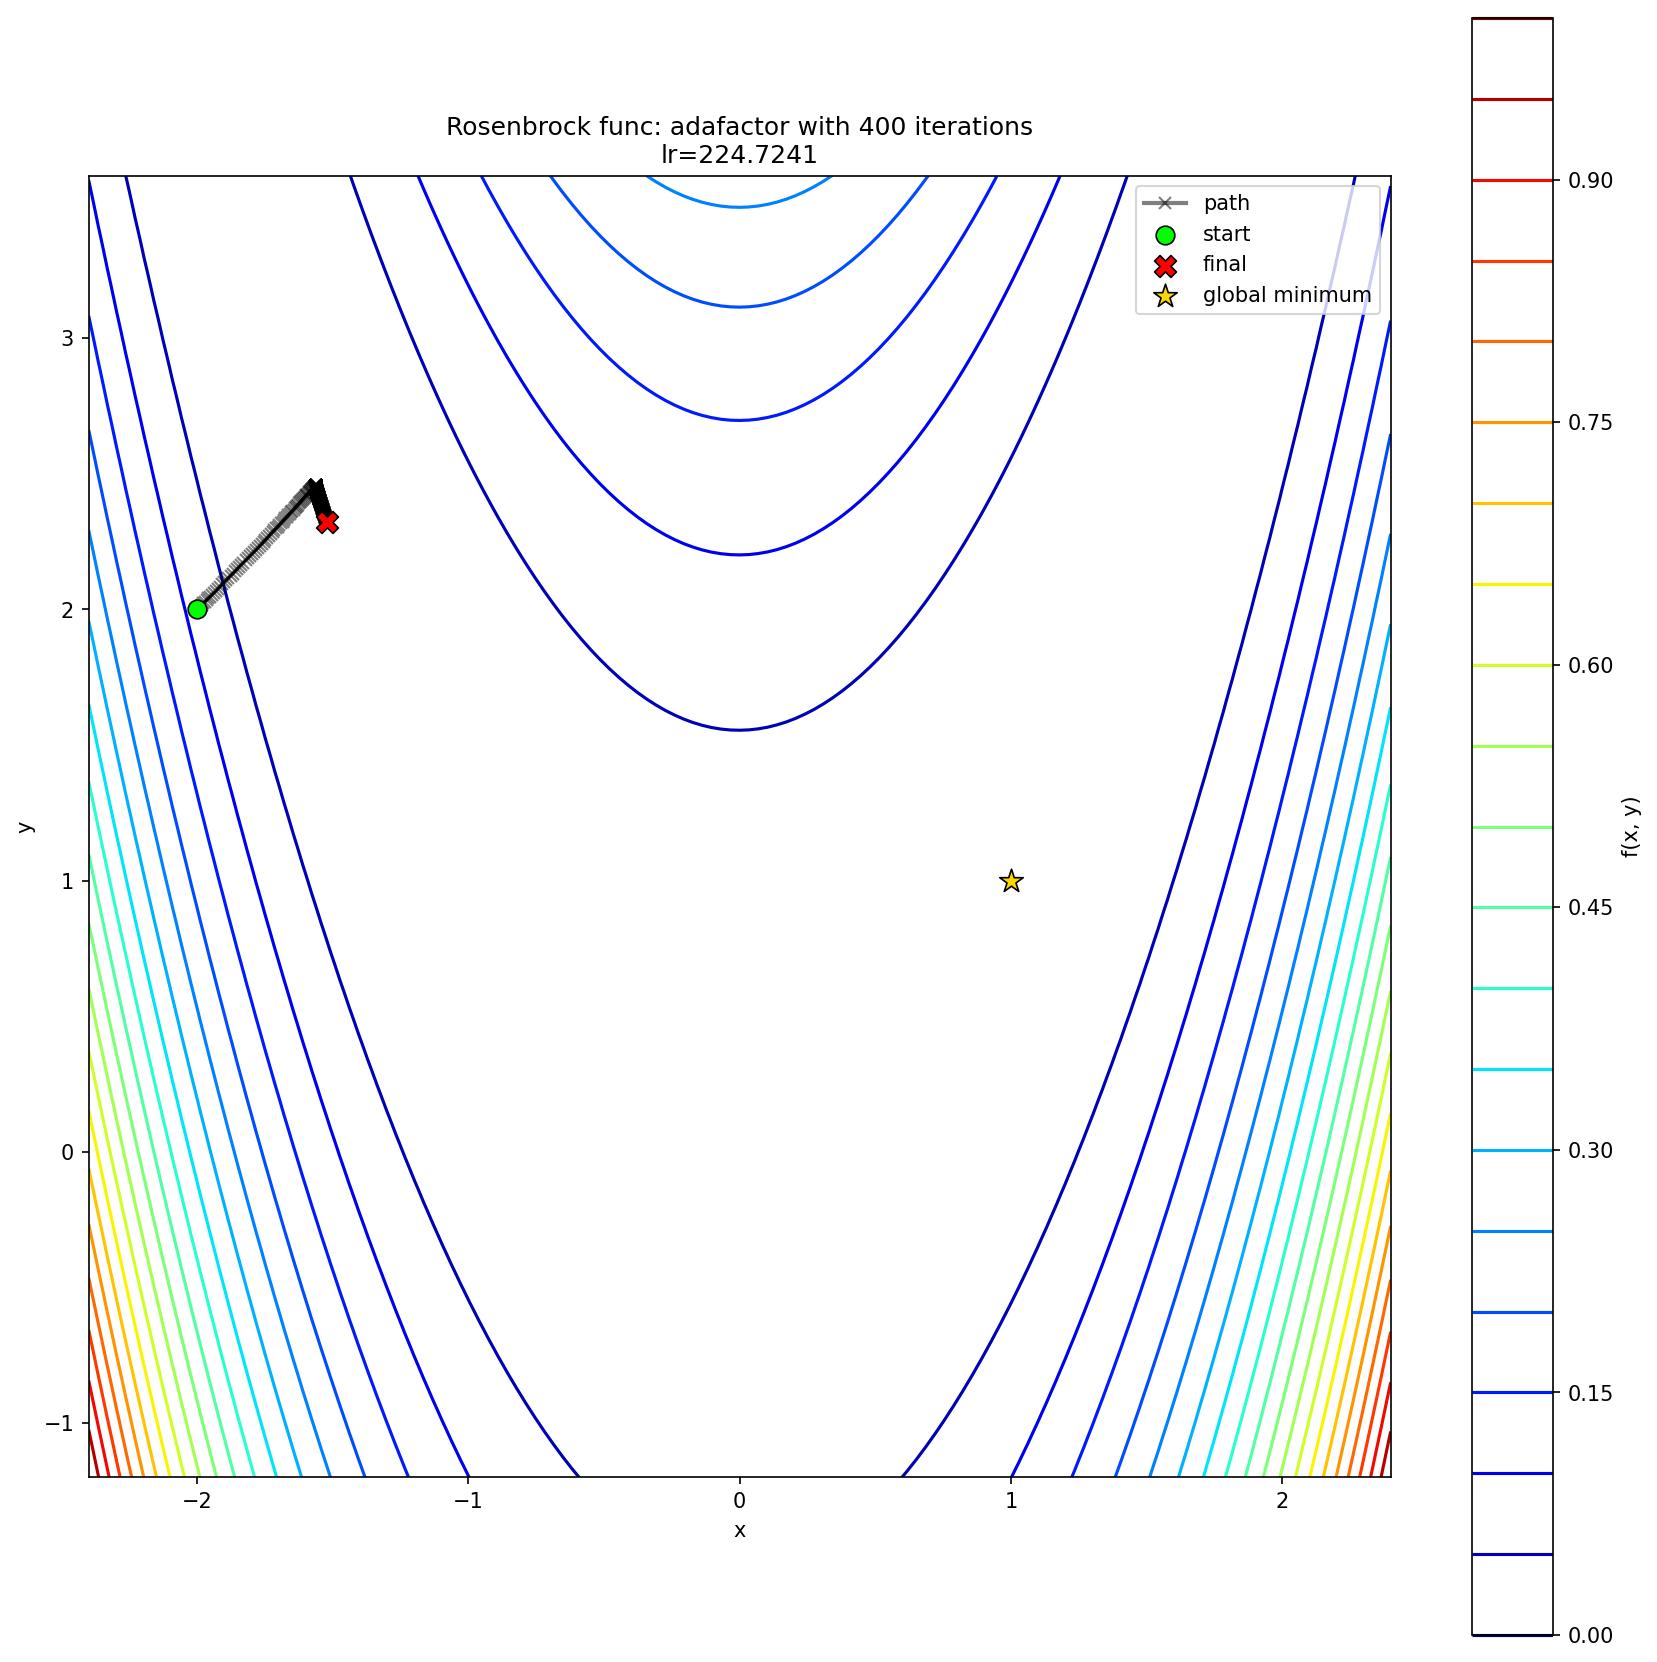 Rosenbrock func: adafactor with 400 iterations
lr=224.7241
path
start
final
global minimum
3
2
1
0
−1
y
−2
−1
0
1
2
x
0.90
0.75
0.60
0.45
0.30
0.15
0.00
f(x, y)